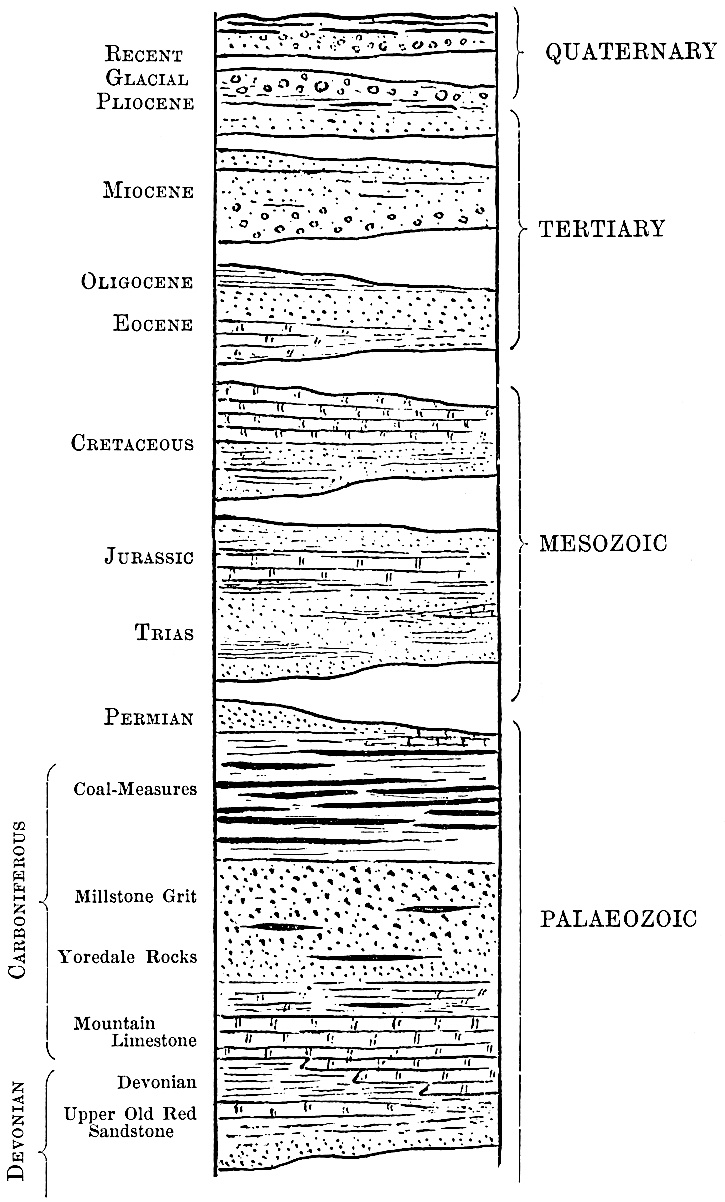 RECENT
GLACIAL
PLIOCENE
QUATERNARY
MIOCENE
TERTIARY
OLIGOCENE
EOCENE
CRETACEOUS
JURASSIC
MESOZOIC
TRIAS
PERMIAN
CARBONIFEROUS
Coal-Measures
Millstone Grit
PALAEOZOIC
Yoredale Rocks
Mountain
Limestone
DEVONIAN
Devonian
Upper Old Red
Sandstone